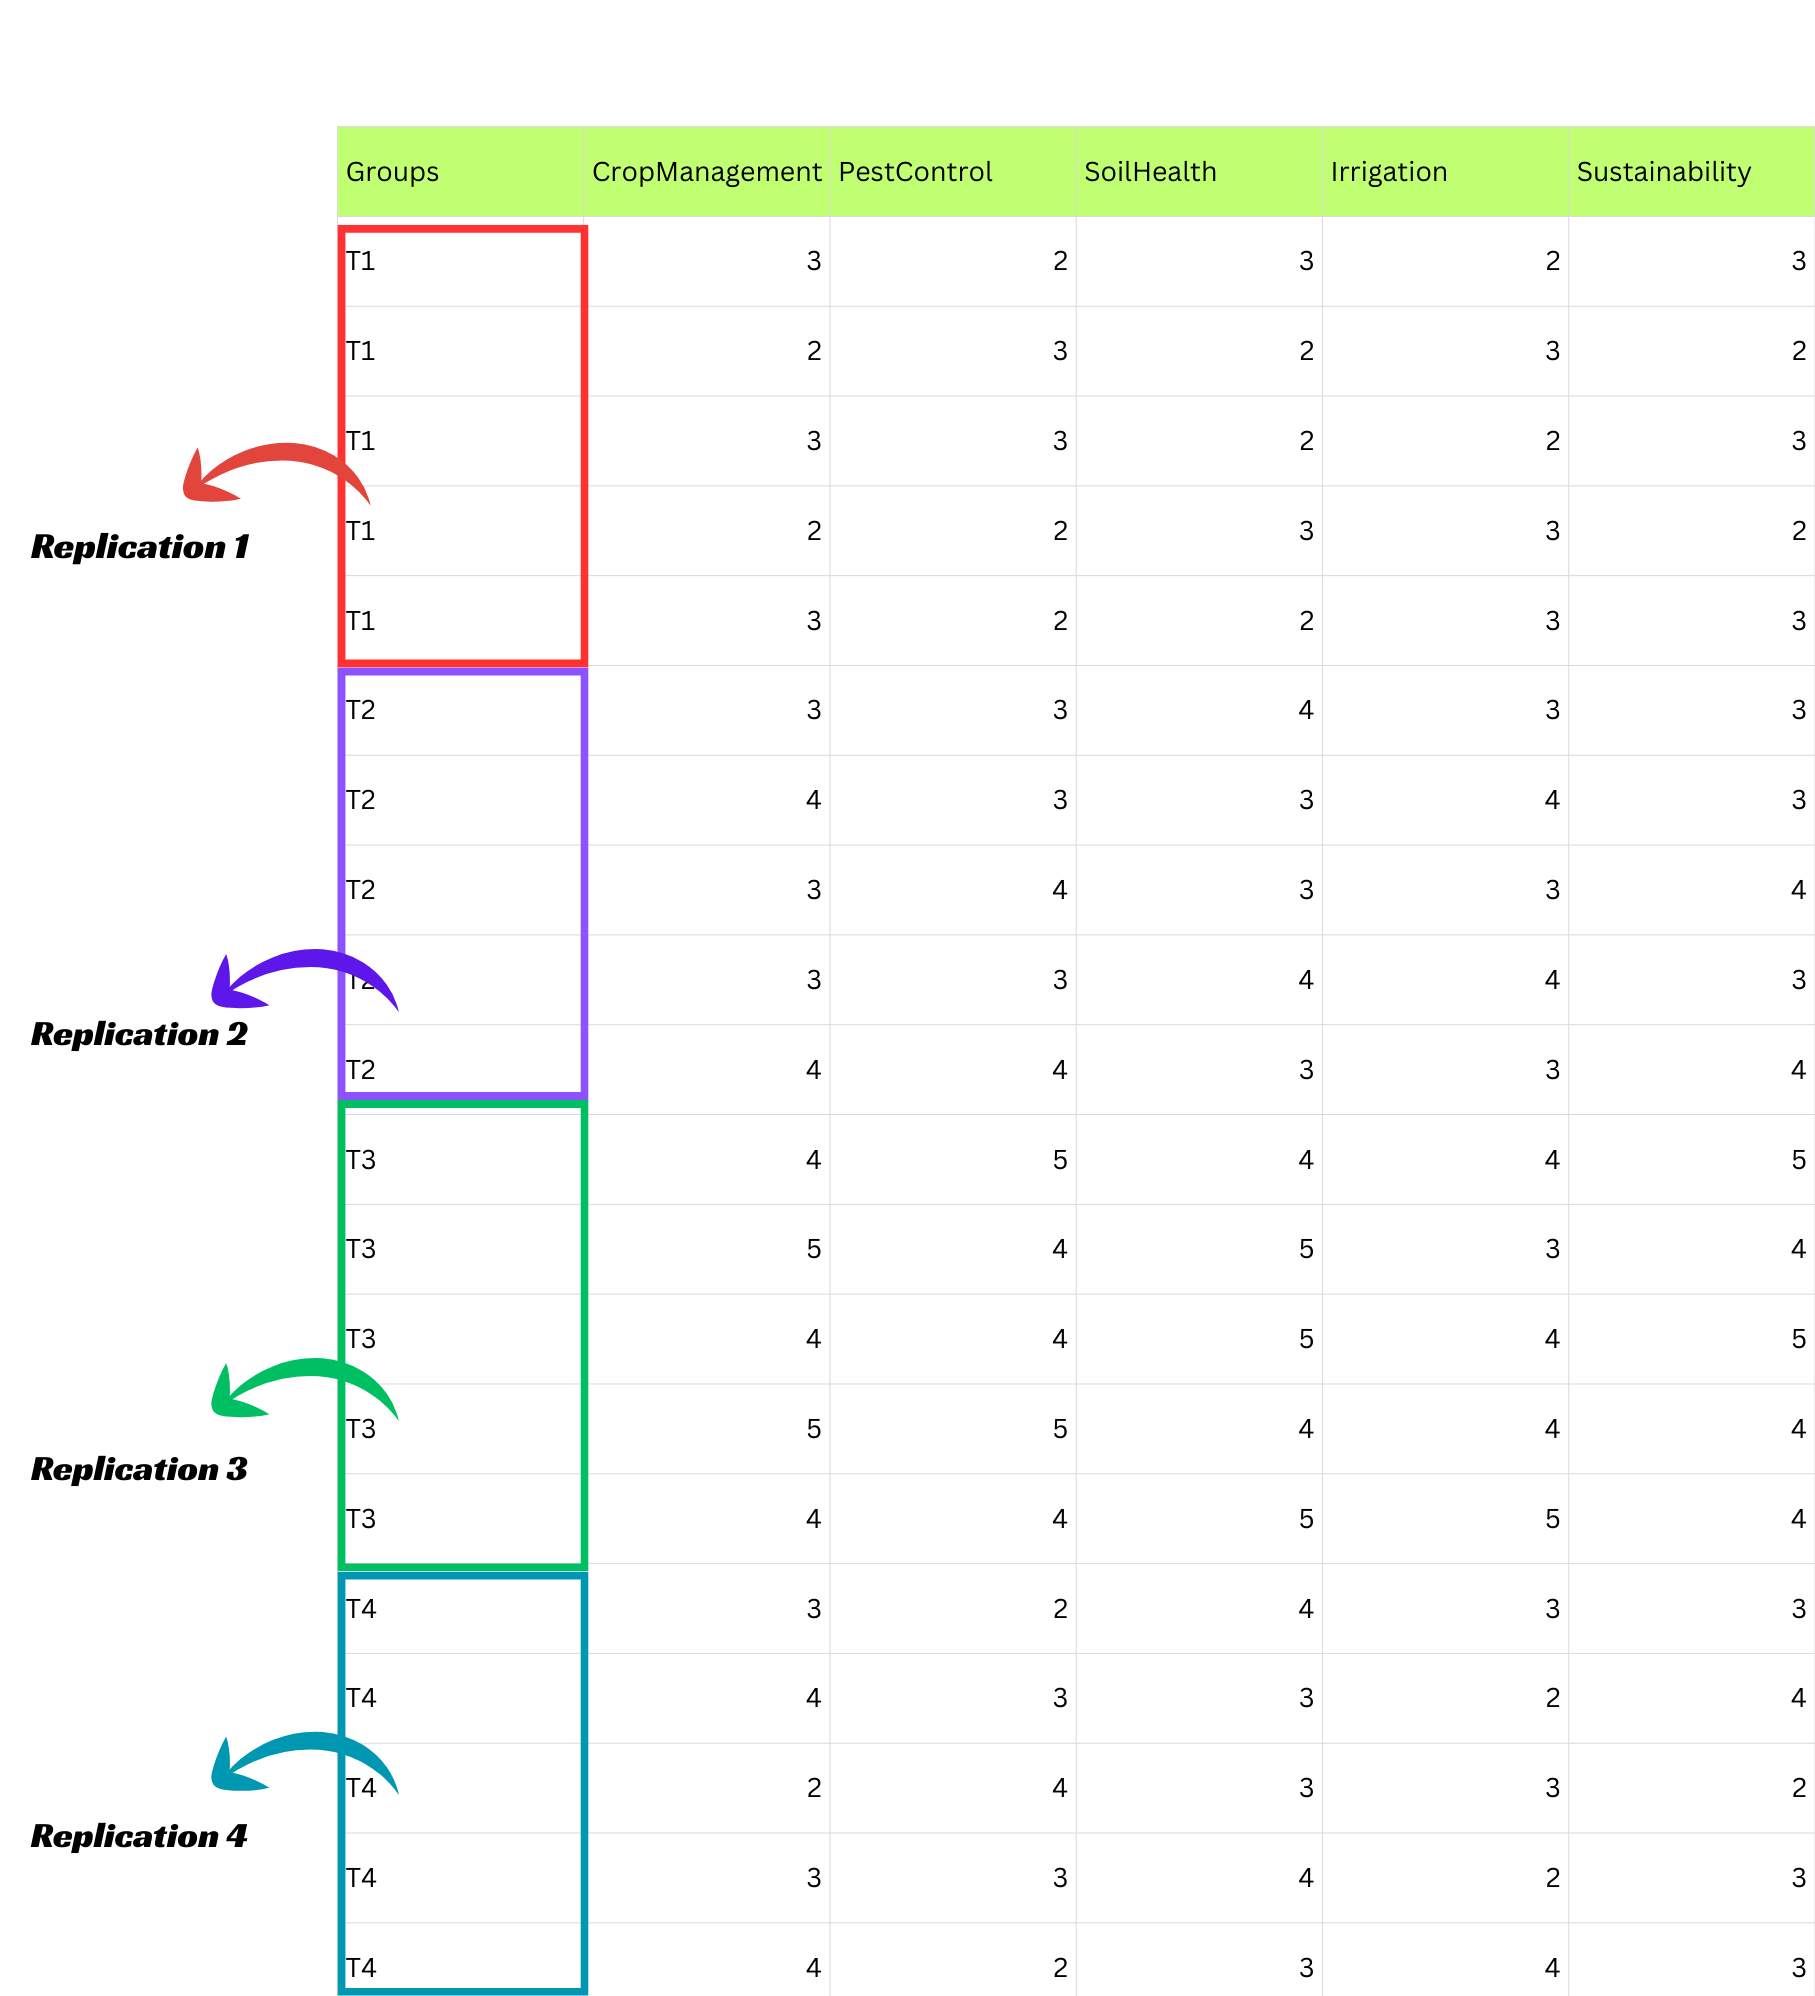 Groups CropManagement PestControl SoilHealth Irrigation Sustainability
T1 3 2 3 2 3
T1 2 3 2 3 2
T1 3 3 2 2 3
T1 2 2 3 3 2
Replication 1
T1 3 2 2 3 3
T2 3 3 4 3 3
T2 4 3 3 4 3
T2 3 4 3 3 4
T2 3 3 4 4 3
Replication 2
T2 4 4 3 3 4
T3 4 5 4 4 5
T3 5 4 5 3 4
T3 4 4 5 4 5
T3 5 5 4 4 4
Replication 3
T3 4 4 5 5 4
T4 3 2 4 3 3
T4 4 3 3 2 4
T4 2 4 3 3 2
Replication 4
T4 3 3 4 2 3
T4 4 2 3 4 3